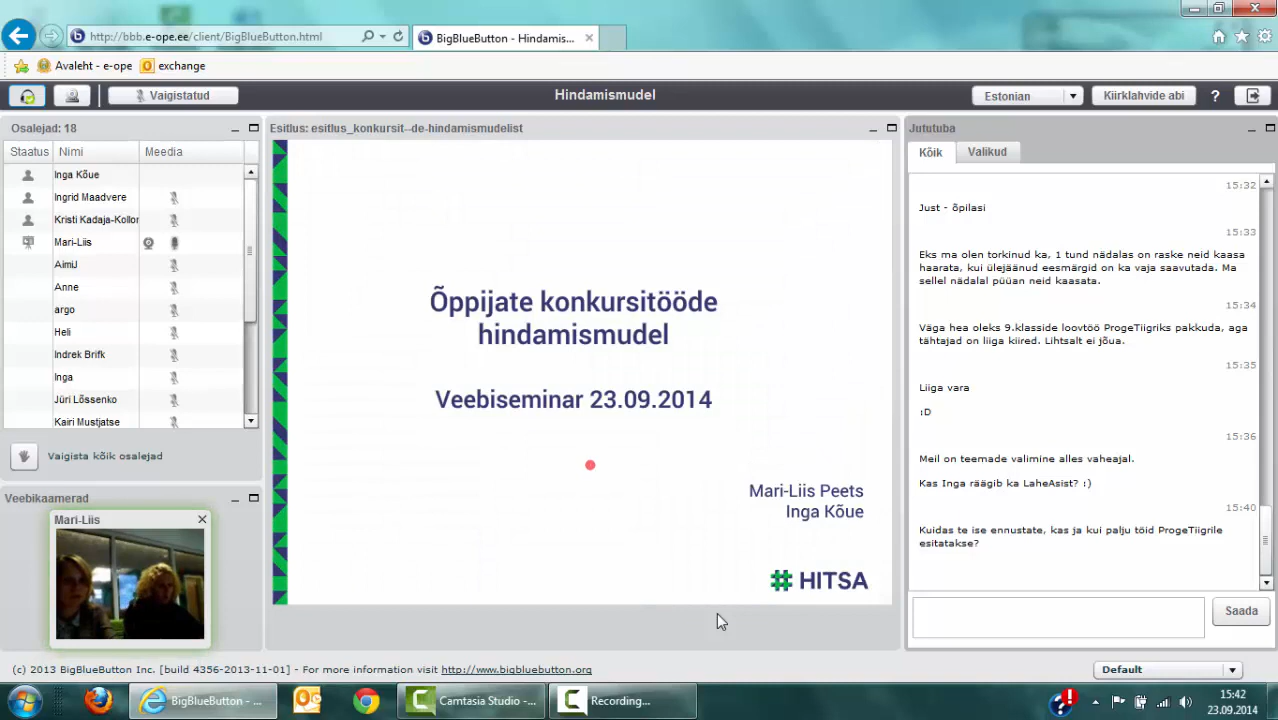 http://bbb.e-ope.ee/client/BigBlueButton.html
BigBlueButton - Hindamis...
Avaleht - e-ope
exchange
Vaigistatud
Hindamismudel
Estonian
Kiirklahvide abi
?
Osalejad: 18
Staatus Nimi Meedia
Inga Kõue
Ingrid Maadvere
Kristi Kadaja-Kollor
Mari-Liis
AimiJ
Anne
argo
Heli
Indrek Brifk
Inga
Jüri Lõssenko
Kairi Mustjatse
Vaigista kõik osalejad
Veebikaamerad
Mari-Liis
Esitlus: esitlus_konkursit--de-hindamismudelist
Õppijate konkursitööde
hindamismudel
Veebiseminar 23.09.2014
Mari-Liis Peets
Inga Kõue
HITSA
Jututuba
Kõik Valikud
15:32
Just - õpilasi
15:33
Eks ma olen torkinud ka, 1 tund nädalas on raske neid kaasa
haarata, kui ülejäänud eesmärgid on ka vaja saavutada. Ma
sellel nädalal püüan neid kaasata.
15:34
Väga hea oleks 9.klasside loovtöö ProgeTiigriks pakkuda, aga
tähtajad on liiga kiired. Lihtsalt ei jõua.
15:35
Liiga vara
:D
15:36
Meil on teemade valimine alles vaheajal.
Kas Inga räägib ka LaheAsist? :)
15:40
Kuidas te ise ennustate, kas ja kui palju töid ProgeTiigrile
esitatakse?
Saada
(c) 2013 BigBlueButton Inc. [build 4356-2013-11-01] - For more information visit http://www.bigbluebutton.org
Default
BigBlueButton - ...
Camtasia Studio -...
Recording...
15:42
23.09.2014